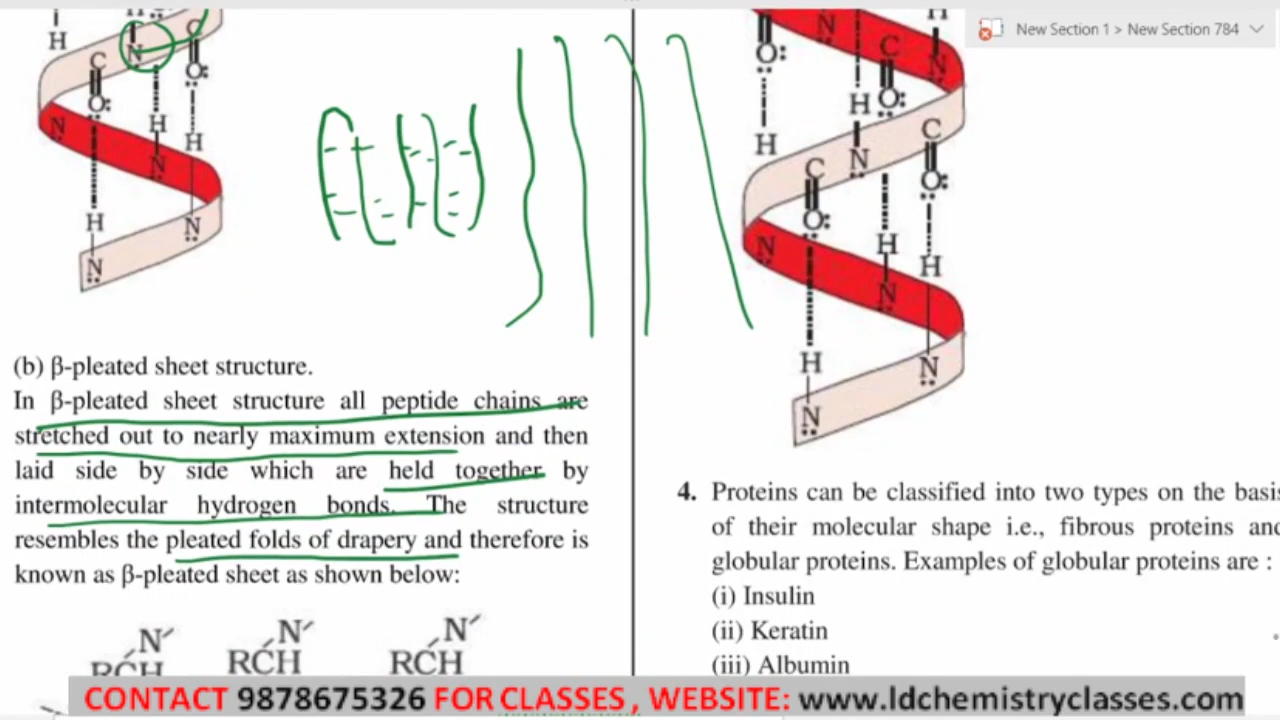 New Section 1 > New Section 784
H
N
C
C
O:
O:
H
H
N
N
H
N
N
(b) β-pleated sheet structure.
In β-pleated sheet structure all peptide chains are
stretched out to nearly maximum extension and then
laid side by side which are held together by
intermolecular hydrogen bonds. The structure
resembles the pleated folds of drapery and therefore is
known as β-pleated sheet as shown below:
N N N
RCH RCH RCH
H
O: N C N
H O:
H
C N C
O: O:
N H H
N
H N
N
4. Proteins can be classified into two types on the basis
of their molecular shape i.e., fibrous proteins and
globular proteins. Examples of globular proteins are :
(i) Insulin
(ii) Keratin
(iii) Albumin
CONTACT 9878675326 FOR CLASSES , WEBSITE: www.ldchemistryclasses.com